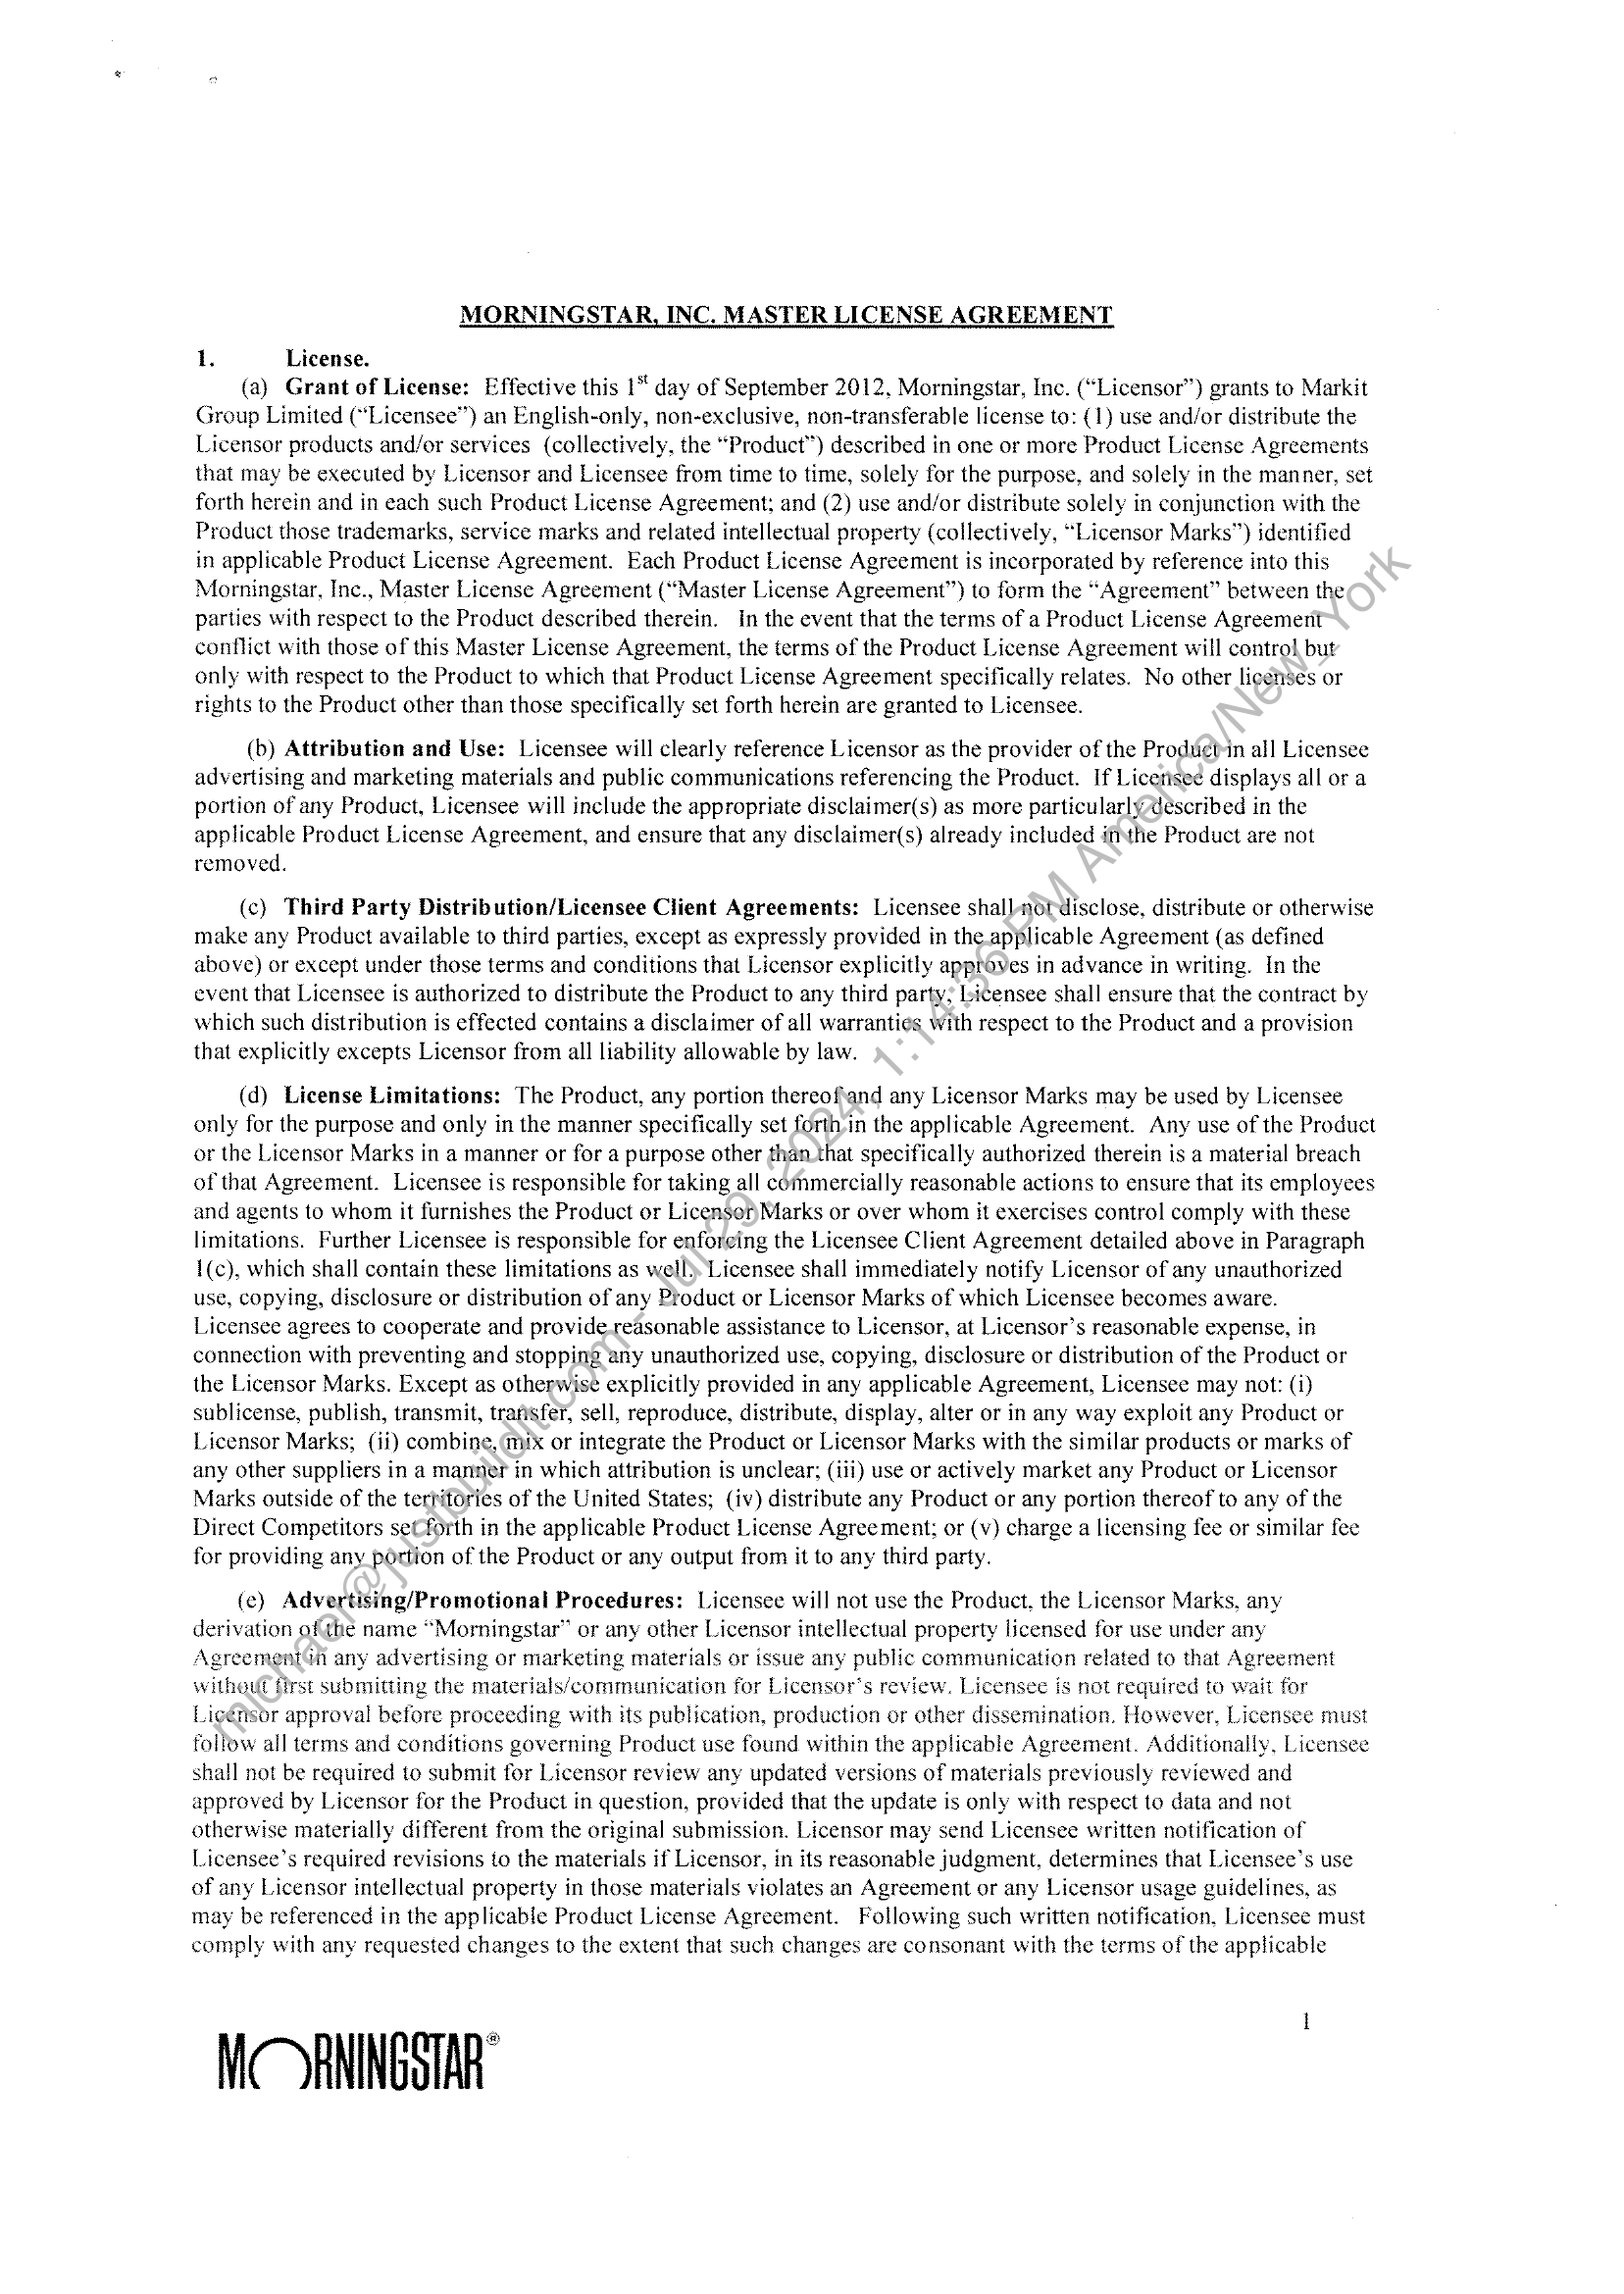 MORNINGSTAR, INC. MASTER LICENSE AGREEMENT
1. License.
(a) Grant of License: Effective this 1st day of September 2012, Morningstar, Inc. (“Licensor”) grants to Markit
Group Limited (“Licensee”) an English-only, non-exclusive, non-transferable license to: (1) use and/or distribute the
Licensor products and/or services (collectively, the “Product”) described in one or more Product License Agreements
that may be executed by Licensor and Licensee from time to time, solely for the purpose, and solely in the manner, set
forth herein and in each such Product License Agreement; and (2) use and/or distribute solely in conjunction with the
Product those trademarks, service marks and related intellectual property (collectively, “Licensor Marks”) identified
in applicable Product License Agreement. Each Product License Agreement is incorporated by reference into this
Morningstar, Inc., Master License Agreement (“Master License Agreement”) to form the “Agreement” between the
parties with respect to the Product described therein. In the event that the terms of a Product License Agreement
conflict with those of this Master License Agreement, the terms of the Product License Agreement will control but
only with respect to the Product to which that Product License Agreement specifically relates. No other licenses or
rights to the Product other than those specifically set forth herein are granted to Licensee.
(b) Attribution and Use: Licensee will clearly reference Licensor as the provider of the Product in all Licensee
advertising and marketing materials and public communications referencing the Product. If Licensee displays all or a
portion of any Product, Licensee will include the appropriate disclaimer(s) as more particularly described in the
applicable Product License Agreement, and ensure that any disclaimer(s) already included in the Product are not
removed.
(c) Third Party Distribution/Licensee Client Agreements: Licensee shall not disclose, distribute or otherwise
make any Product available to third parties, except as expressly provided in the applicable Agreement (as defined
above) or except under those terms and conditions that Licensor explicitly approves in advance in writing. In the
event that Licensee is authorized to distribute the Product to any third party, Licensee shall ensure that the contract by
which such distribution is effected contains a disclaimer of all warranties with respect to the Product and a provision
that explicitly excepts Licensor from all liability allowable by law.
(d) License Limitations: The Product, any portion thereof and any Licensor Marks may be used by Licensee
only for the purpose and only in the manner specifically set forth in the applicable Agreement. Any use of the Product
or the Licensor Marks in a manner or for a purpose other than that specifically authorized therein is a material breach
of that Agreement. Licensee is responsible for taking all commercially reasonable actions to ensure that its employees
and agents to whom it furnishes the Product or Licensor Marks or over whom it exercises control comply with these
limitations. Further Licensee is responsible for enforcing the Licensee Client Agreement detailed above in Paragraph
1(c), which shall contain these limitations as well. Licensee shall immediately notify Licensor of any unauthorized
use, copying, disclosure or distribution of any Product or Licensor Marks of which Licensee becomes aware.
Licensee agrees to cooperate and provide reasonable assistance to Licensor, at Licensor’s reasonable expense, in
connection with preventing and stopping any unauthorized use, copying, disclosure or distribution of the Product or
the Licensor Marks. Except as otherwise explicitly provided in any applicable Agreement, Licensee may not: (i)
sublicense, publish, transmit, transfer, sell, reproduce, distribute, display, alter or in any way exploit any Product or
Licensor Marks; (ii) combine, mix or integrate the Product or Licensor Marks with the similar products or marks of
any other suppliers in a manner in which attribution is unclear; (iii) use or actively market any Product or Licensor
Marks outside of the territories of the United States; (iv) distribute any Product or any portion thereof to any of the
Direct Competitors set forth in the applicable Product License Agreement; or (v) charge a licensing fee or similar fee
for providing any portion of the Product or any output from it to any third party.
(e) Advertising/Promotional Procedures: Licensee will not use the Product, the Licensor Marks, any
derivation of the name “Morningstar” or any other Licensor intellectual property licensed for use under any
Agreement in any advertising or marketing materials or issue any public communication related to that Agreement
without first submitting the materials/communication for Licensor’s review. Licensee is not required to wait for
Licensor approval before proceeding with its publication, production or other dissemination. However, Licensee must
follow all terms and conditions governing Product use found within the applicable Agreement. Additionally, Licensee
shall not be required to submit for Licensor review any updated versions of materials previously reviewed and
approved by Licensor for the Product in question, provided that the update is only with respect to data and not
otherwise materially different from the original submission. Licensor may send Licensee written notification of
Licensee’s required revisions to the materials if Licensor, in its reasonable judgment, determines that Licensee’s use
of any Licensor intellectual property in those materials violates an Agreement or any Licensor usage guidelines, as
may be referenced in the applicable Product License Agreement. Following such written notification, Licensee must
comply with any requested changes to the extent that such changes are consonant with the terms of the applicable
1
MORNINGSTAR®
michael@justbuildit.com - Jul 29, 2024, 1:14:36 PM America/New_York